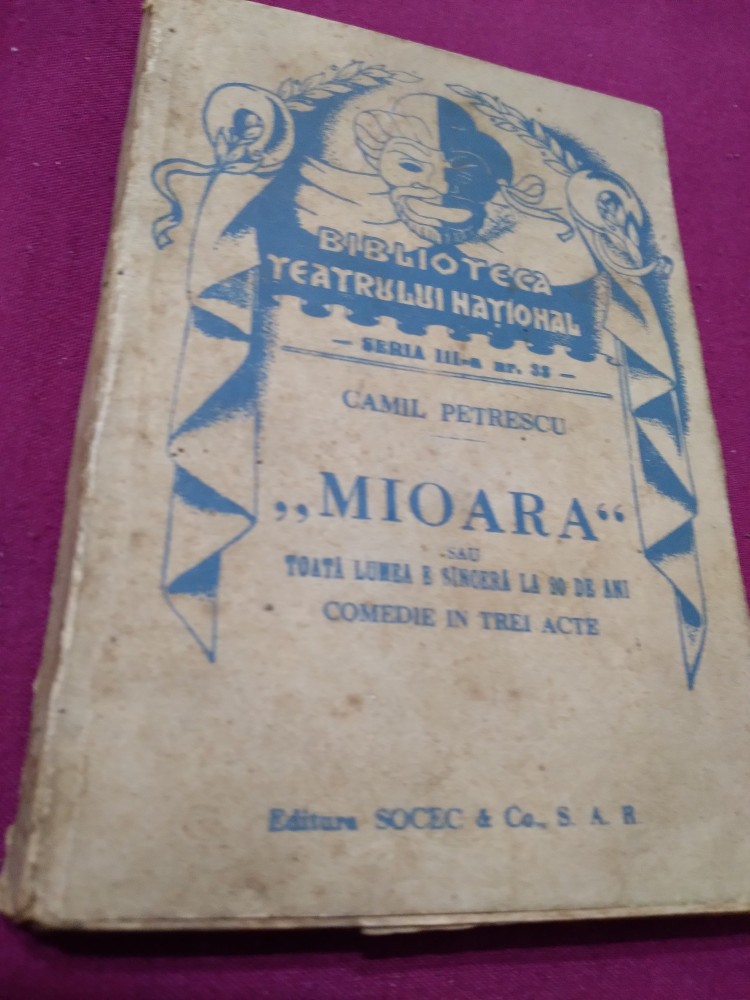 BIBLIOTECA
TEATRULUI NAȚIONAL
— SERIA III-a nr. 33 —
CAMIL PETRESCU
„MIOARA“
SAU
TOATĂ LUMEA E SINCERĂ LA 20 DE ANI
COMEDIE IN TREI ACTE
Editura SOCEC & Co., S. A. R